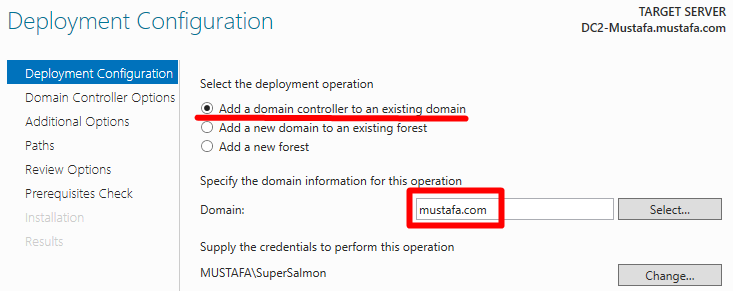 Deployment Configuration
TARGET SERVER
DC2-Mustafa.mustafa.com
Deployment Configuration
Domain Controller Options
Additional Options
Paths
Review Options
Prerequisites Check
Installation
Results
Select the deployment operation
Add a domain controller to an existing domain
Add a new domain to an existing forest
Add a new forest
Specify the domain information for this operation
Domain: mustafa.com Select...
Supply the credentials to perform this operation
MUSTAFA\SuperSalmon Change...